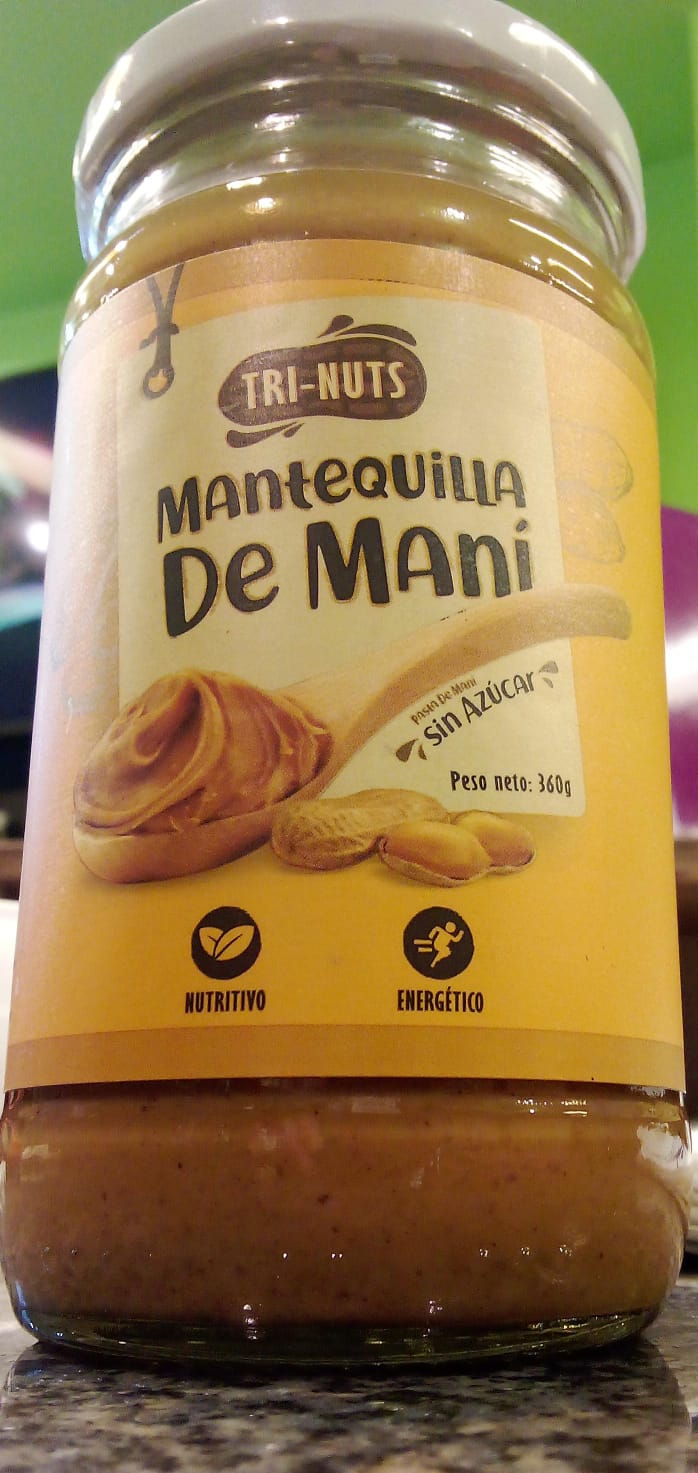 TRI-NUTS
MAntequillA
De MAní
Pasta De Maní
sin Azúcar
Peso neto: 360g
NUTRITIVO
ENERGÉTICO